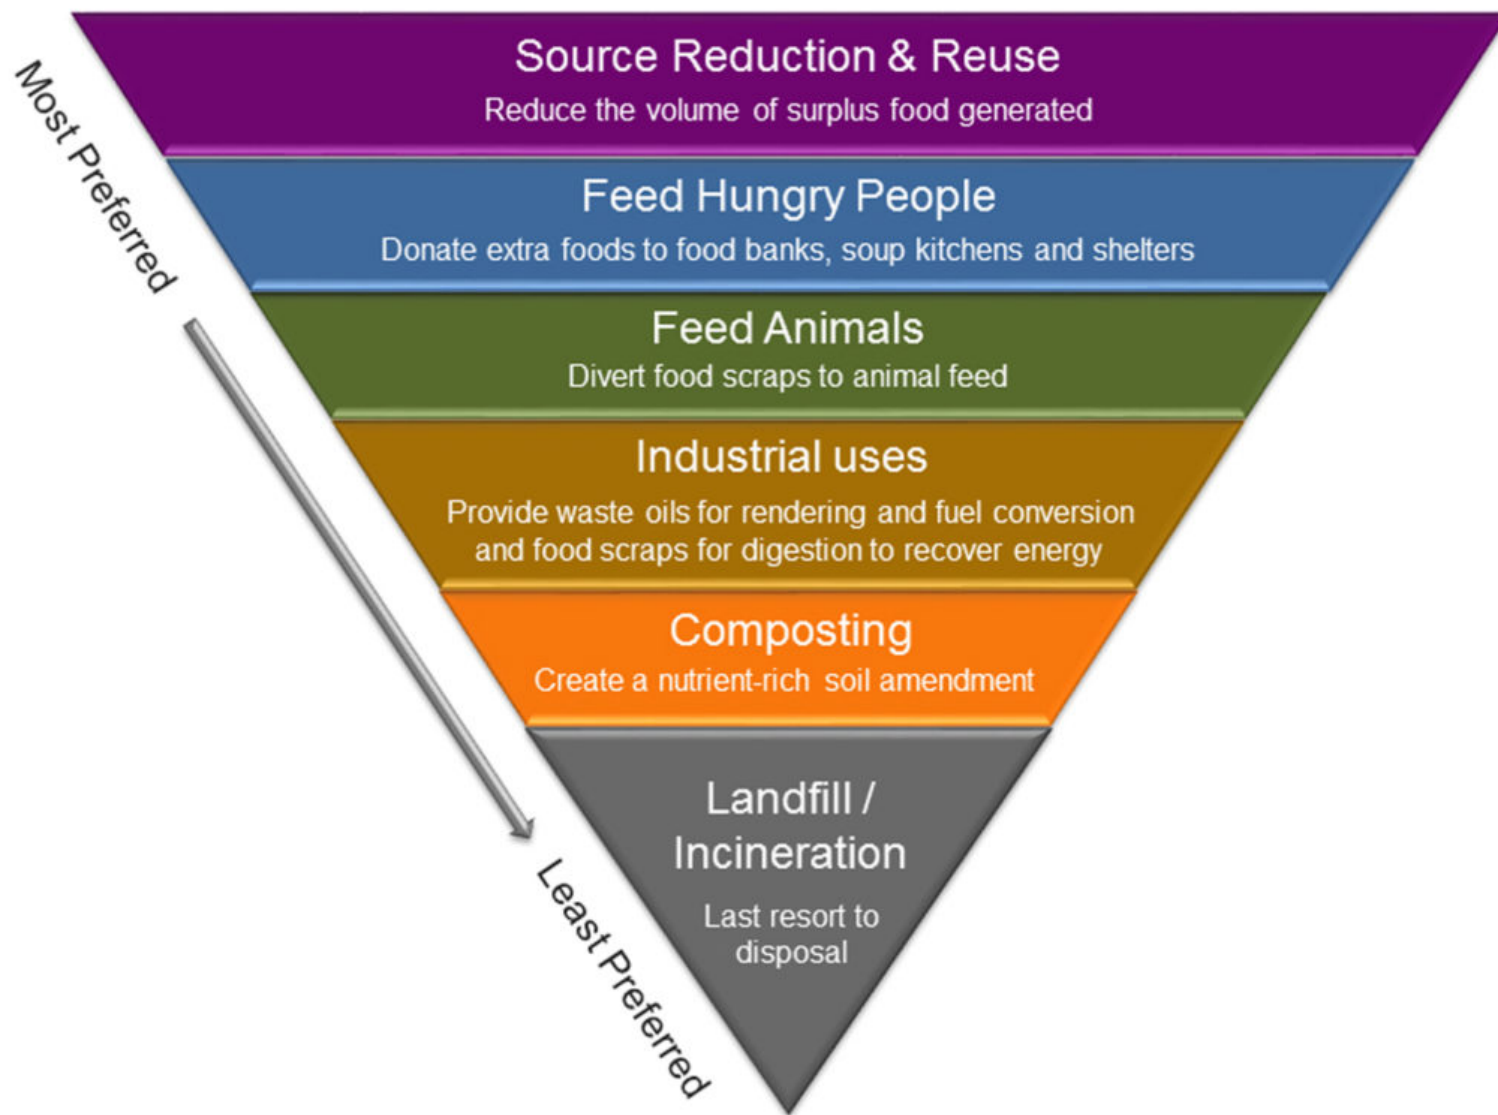 Source Reduction & Reuse
Reduce the volume of surplus food generated
Most Preferred
Feed Hungry People
Donate extra foods to food banks, soup kitchens and shelters
Feed Animals
Divert food scraps to animal feed
Industrial uses
Provide waste oils for rendering and fuel conversion
and food scraps for digestion to recover energy
Composting
Create a nutrient-rich soil amendment
Landfill /
Incineration
Last resort to
disposal
Least Preferred